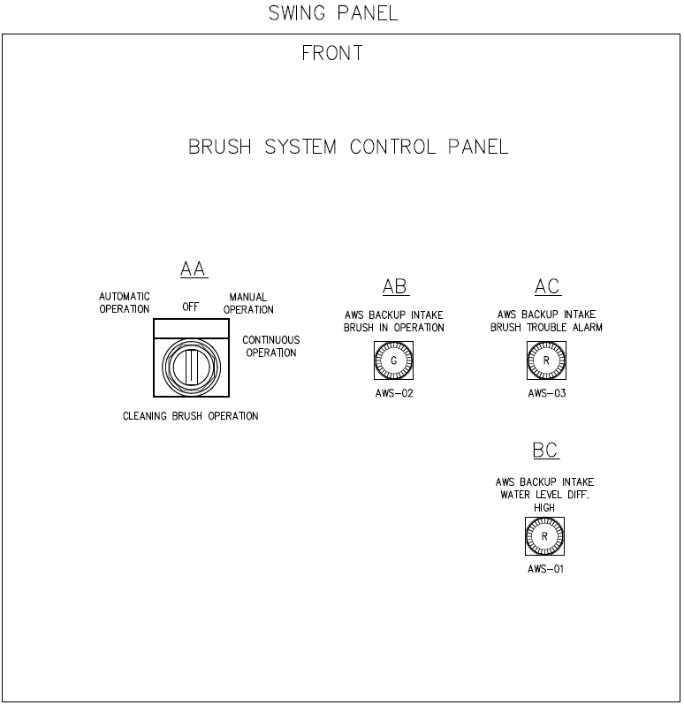 SWING PANEL
FRONT
BRUSH SYSTEM CONTROL PANEL
AA
AUTOMATIC
OPERATION
OFF
MANUAL
OPERATION
CONTINUOUS
OPERATION
CLEANING BRUSH OPERATION
AB
AWS BACKUP INTAKE
BRUSH IN OPERATION
G
AWS-02
AC
AWS BACKUP INTAKE
BRUSH TROUBLE ALARM
R
AWS-03
BC
AWS BACKUP INTAKE
WATER LEVEL DIFF.
HIGH
R
AWS-01